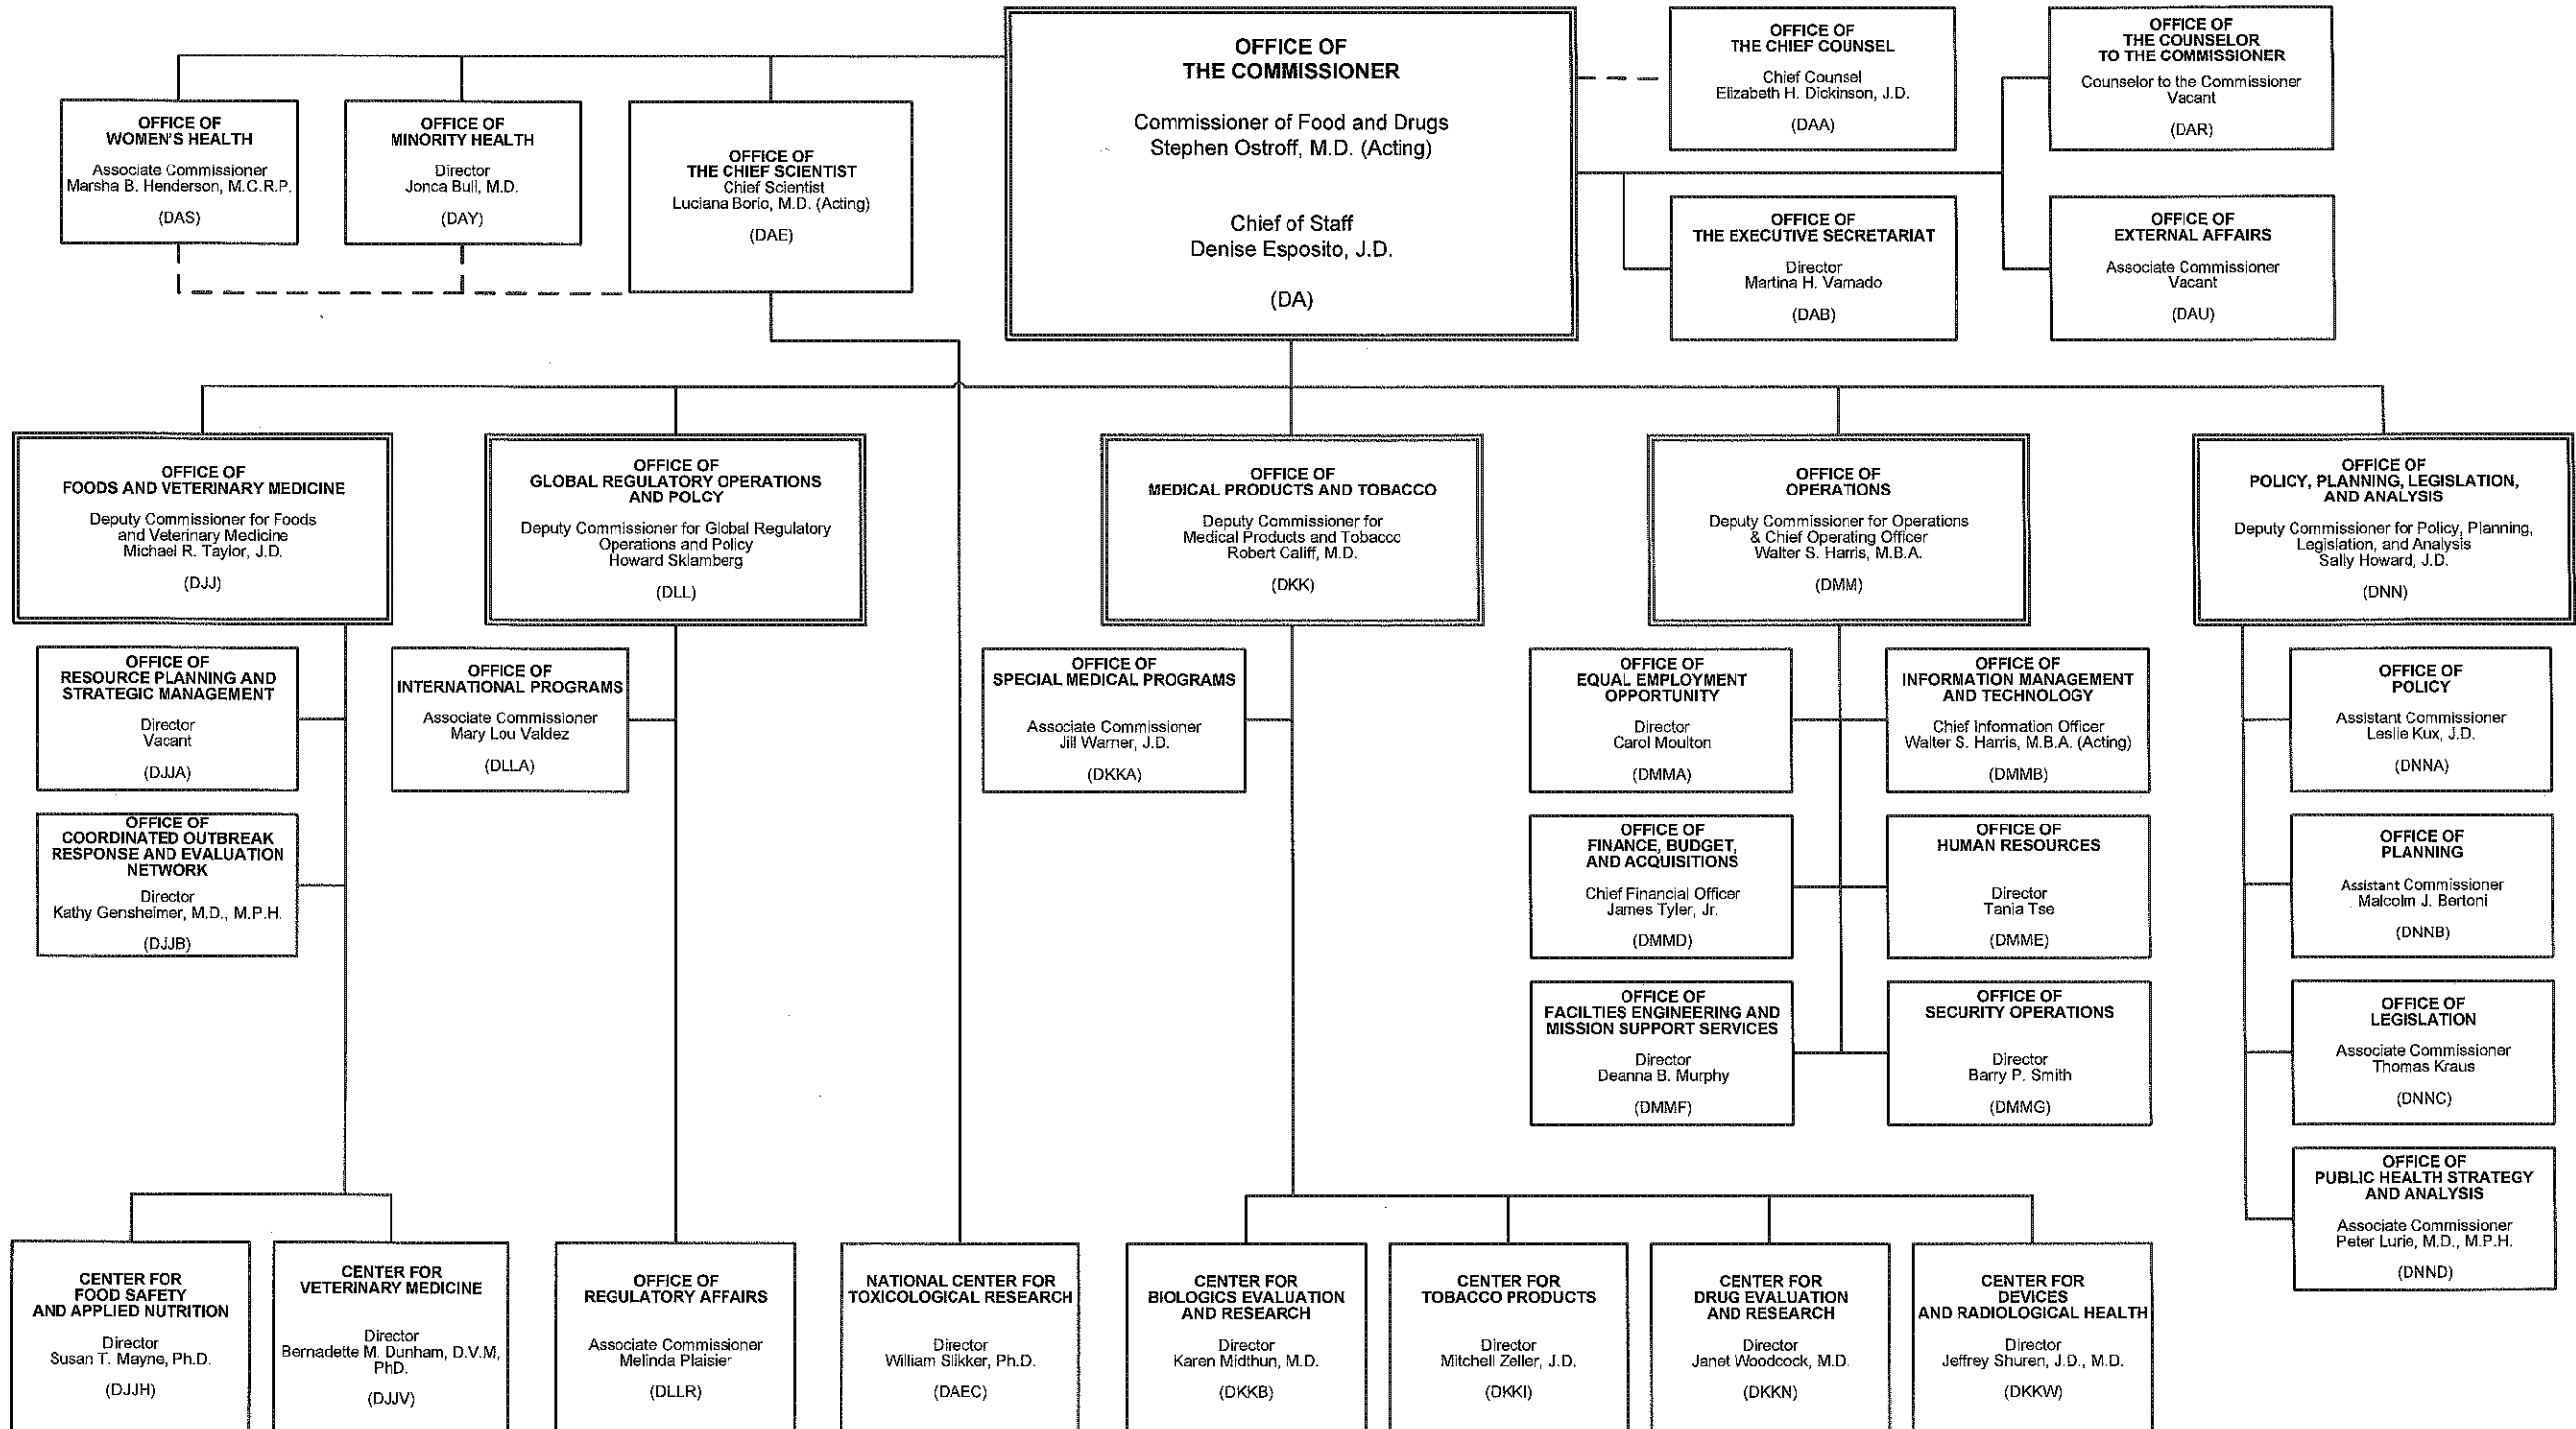 OFFICE OF
THE COMMISSIONER
Commissioner of Food and Drugs
Stephen Ostroff, M.D. (Acting)
Chief of Staff
Denise Esposito, J.D.
(DA)
OFFICE OF
THE CHIEF COUNSEL
Chief Counsel
Elizabeth H. Dickinson, J.D.
(DAA)
OFFICE OF
THE COUNSELOR
TO THE COMMISSIONER
Counselor to the Commissioner
Vacant
(DAR)
OFFICE OF
WOMEN'S HEALTH
Associate Commissioner
Marsha B. Henderson, M.C.R.P.
(DAS)
OFFICE OF
MINORITY HEALTH
Director
Jonca Bull, M.D.
(DAY)
OFFICE OF
THE CHIEF SCIENTIST
Chief Scientist
Luciana Borio, M.D. (Acting)
(DAE)
OFFICE OF
THE EXECUTIVE SECRETARIAT
Director
Martina H. Varnado
(DAB)
OFFICE OF
EXTERNAL AFFAIRS
Associate Commissioner
Vacant
(DAU)
OFFICE OF
FOODS AND VETERINARY MEDICINE
Deputy Commissioner for Foods
and Veterinary Medicine
Michael R. Taylor, J.D.
(DJJ)
OFFICE OF
GLOBAL REGULATORY OPERATIONS
AND POLCY
Deputy Commissioner for Global Regulatory
Operations and Policy
Howard Sklamberg
(DLL)
OFFICE OF
MEDICAL PRODUCTS AND TOBACCO
Deputy Commissioner for
Medical Products and Tobacco
Robert Califf, M.D.
(DKK)
OFFICE OF
OPERATIONS
Deputy Commissioner for Operations
& Chief Operating Officer
Walter S. Harris, M.B.A.
(DMM)
OFFICE OF
POLICY, PLANNING, LEGISLATION,
AND ANALYSIS
Deputy Commissioner for Policy, Planning,
Legislation, and Analysis
Sally Howard, J.D.
(DNN)
OFFICE OF
RESOURCE PLANNING AND
STRATEGIC MANAGEMENT
Director
Vacant
(DJJA)
OFFICE OF
INTERNATIONAL PROGRAMS
Associate Commissioner
Mary Lou Valdez
(DLLA)
OFFICE OF
SPECIAL MEDICAL PROGRAMS
Associate Commissioner
Jill Warner, J.D.
(DKKA)
OFFICE OF
EQUAL EMPLOYMENT
OPPORTUNITY
Director
Carol Moulton
(DMMA)
OFFICE OF
INFORMATION MANAGEMENT
AND TECHNOLOGY
Chief Information Officer
Walter S. Harris, M.B.A. (Acting)
(DMMB)
OFFICE OF
POLICY
Assistant Commissioner
Leslie Kux, J.D.
(DNNA)
OFFICE OF
COORDINATED OUTBREAK
RESPONSE AND EVALUATION
NETWORK
Director
Kathy Gensheimer, M.D., M.P.H.
(DJJB)
OFFICE OF
FINANCE, BUDGET,
AND ACQUISITIONS
Chief Financial Officer
James Tyler, Jr.
(DMMD)
OFFICE OF
HUMAN RESOURCES
Director
Tania Tse
(DMME)
OFFICE OF
PLANNING
Assistant Commissioner
Malcolm J. Bertoni
(DNNB)
OFFICE OF
FACILTIES ENGINEERING AND
MISSION SUPPORT SERVICES
Director
Deanna B. Murphy
(DMMF)
OFFICE OF
SECURITY OPERATIONS
Director
Barry P. Smith
(DMMG)
OFFICE OF
LEGISLATION
Associate Commissioner
Thomas Kraus
(DNNC)
OFFICE OF
PUBLIC HEALTH STRATEGY
AND ANALYSIS
Associate Commissioner
Peter Lurie, M.D., M.P.H.
(DNND)
CENTER FOR
FOOD SAFETY
AND APPLIED NUTRITION
Director
Susan T. Mayne, Ph.D.
(DJJH)
CENTER FOR
VETERINARY MEDICINE
Director
Bernadette M. Dunham, D.V.M,
PhD.
(DJJV)
OFFICE OF
REGULATORY AFFAIRS
Associate Commissioner
Melinda Plaisier
(DLLR)
NATIONAL CENTER FOR
TOXICOLOGICAL RESEARCH
Director
William Slikker, Ph.D.
(DAEC)
CENTER FOR
BIOLOGICS EVALUATION
AND RESEARCH
Director
Karen Midthun, M.D.
(DKKB)
CENTER FOR
TOBACCO PRODUCTS
Director
Mitchell Zeller, J.D.
(DKKI)
CENTER FOR
DRUG EVALUATION
AND RESEARCH
Director
Janet Woodcock, M.D.
(DKKN)
CENTER FOR
DEVICES
AND RADIOLOGICAL HEALTH
Director
Jeffrey Shuren, J.D., M.D.
(DKKW)